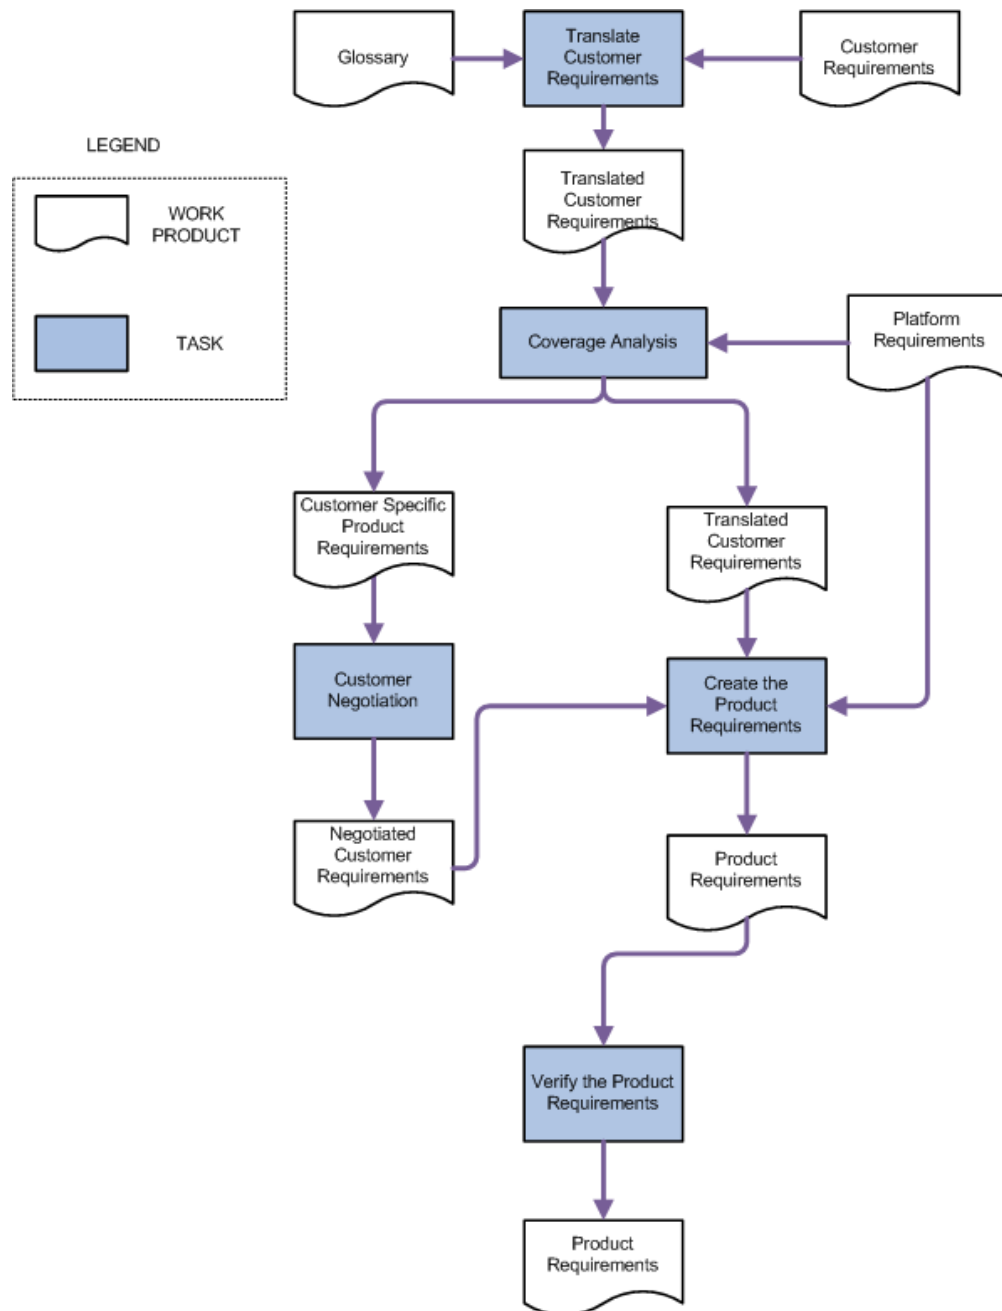 Glossary
Translate
Customer
Requirements
Customer
Requirements
LEGEND
WORK
PRODUCT
TASK
Translated
Customer
Requirements
Coverage Analysis
Platform
Requirements
Customer Specific
Product
Requirements
Translated
Customer
Requirements
Customer
Negotiation
Create the
Product
Requirements
Negotiated
Customer
Requirements
Product
Requirements
Verify the Product
Requirements
Product
Requirements